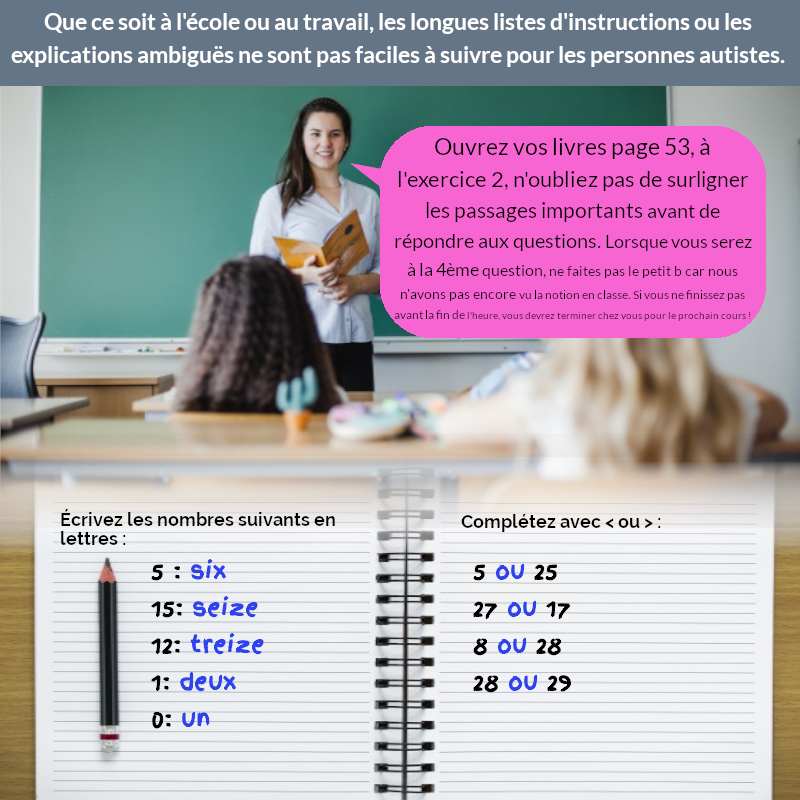 Que ce soit à l'école ou au travail, les longues listes d'instructions ou les
explications ambiguës ne sont pas faciles à suivre pour les personnes autistes.
Ouvrez vos livres page 53, à
l'exercice 2, n'oubliez pas de surligner
les passages importants avant de
répondre aux questions. Lorsque vous serez
à la 4ème question, ne faites pas le petit b car nous
n'avons pas encore vu la notion en classe. Si vous ne finissez pas
avant la fin de l'heure, vous devrez terminer chez vous pour le prochain cours !
Écrivez les nombres suivants en
lettres :
5 : six
15: seize
12: treize
1: deux
0: un
Complétez avec < ou > :
5 ou 25
27 ou 17
8 ou 28
28 ou 29